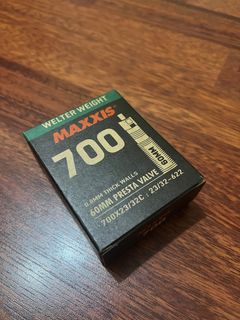 WELTER WEIGHT
MAXXIS
700
60MM
0.8MM THICK WALLS
60MM PRESTA VALVE
700X23/32C , 23/32-622